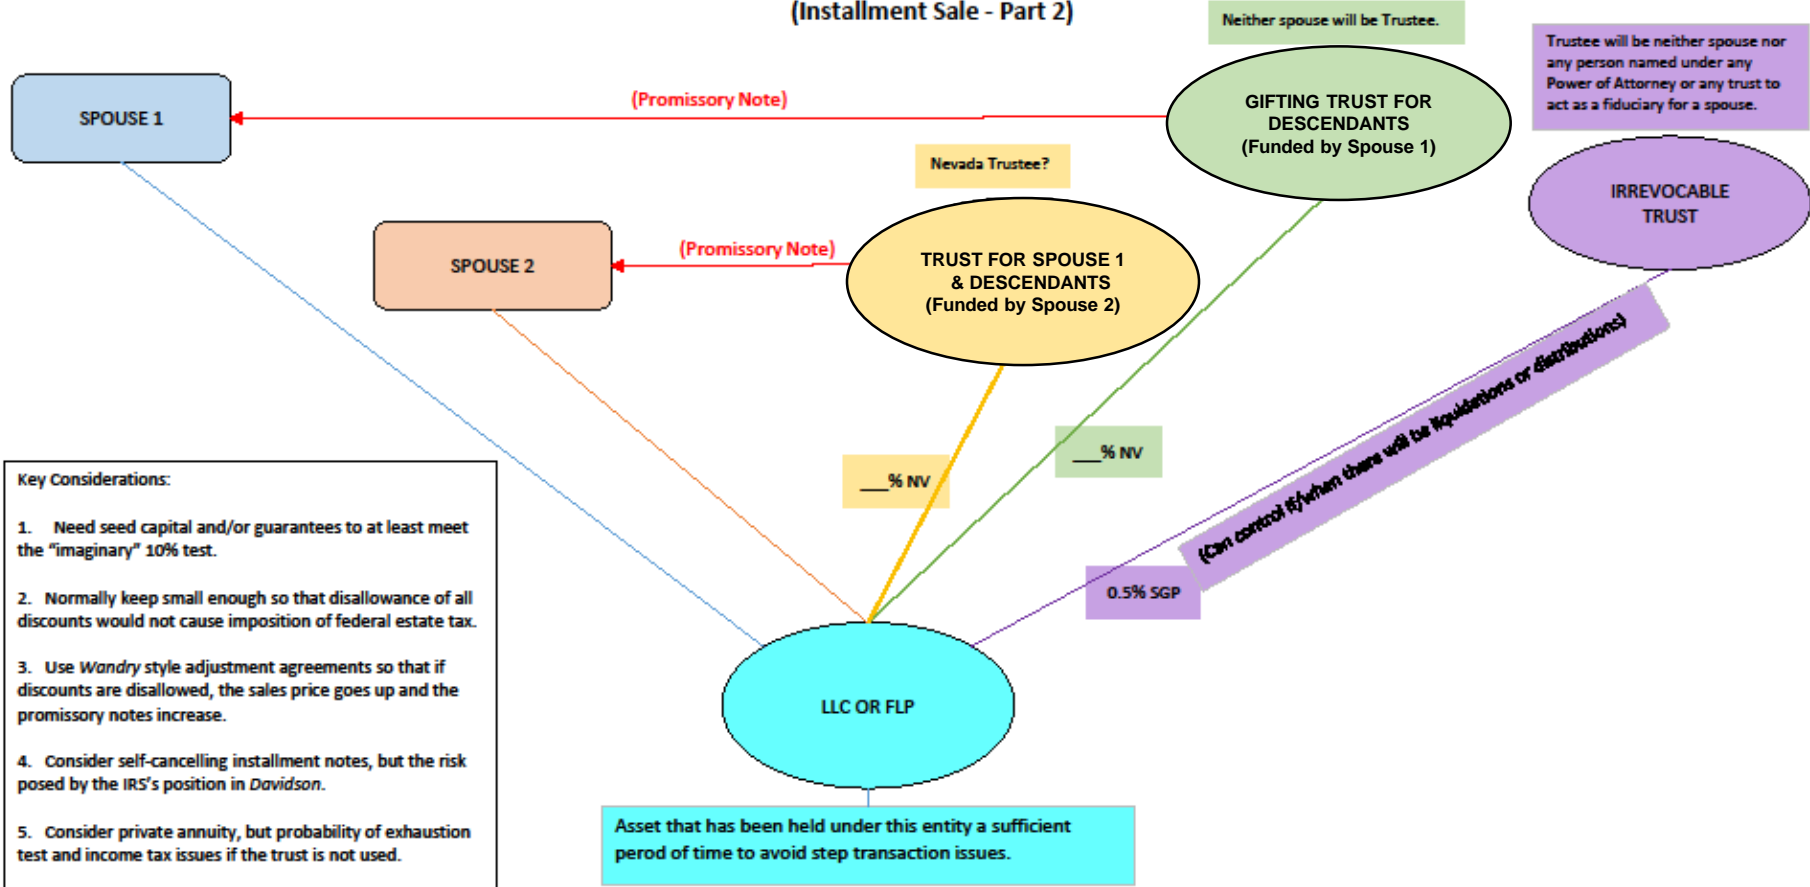 (Installment Sale - Part 2)
Neither spouse will be Trustee.
Trustee will be neither spouse nor
any person named under any
Power of Attorney or any trust to
act as a fiduciary for a spouse.
SPOUSE 1
(Promissory Note)
GIFTING TRUST FOR
DESCENDANTS
(Funded by Spouse 1)
Nevada Trustee?
IRREVOCABLE
TRUST
SPOUSE 2
(Promissory Note)
TRUST FOR SPOUSE 1
& DESCENDANTS
(Funded by Spouse 2)
(Can control if/when there will be liquidations or distributions)
___% NV
___% NV
0.5% SGP
Key Considerations:
1. Need seed capital and/or guarantees to at least meet
the “imaginary” 10% test.
2. Normally keep small enough so that disallowance of all
discounts would not cause imposition of federal estate tax.
3. Use Wandry style adjustment agreements so that if
discounts are disallowed, the sales price goes up and the
promissory notes increase.
4. Consider self-cancelling installment notes, but the risk
posed by the IRS’s position in Davidson.
5. Consider private annuity, but probability of exhaustion
test and income tax issues if the trust is not used.
LLC OR FLP
Asset that has been held under this entity a sufficient
perod of time to avoid step transaction issues.